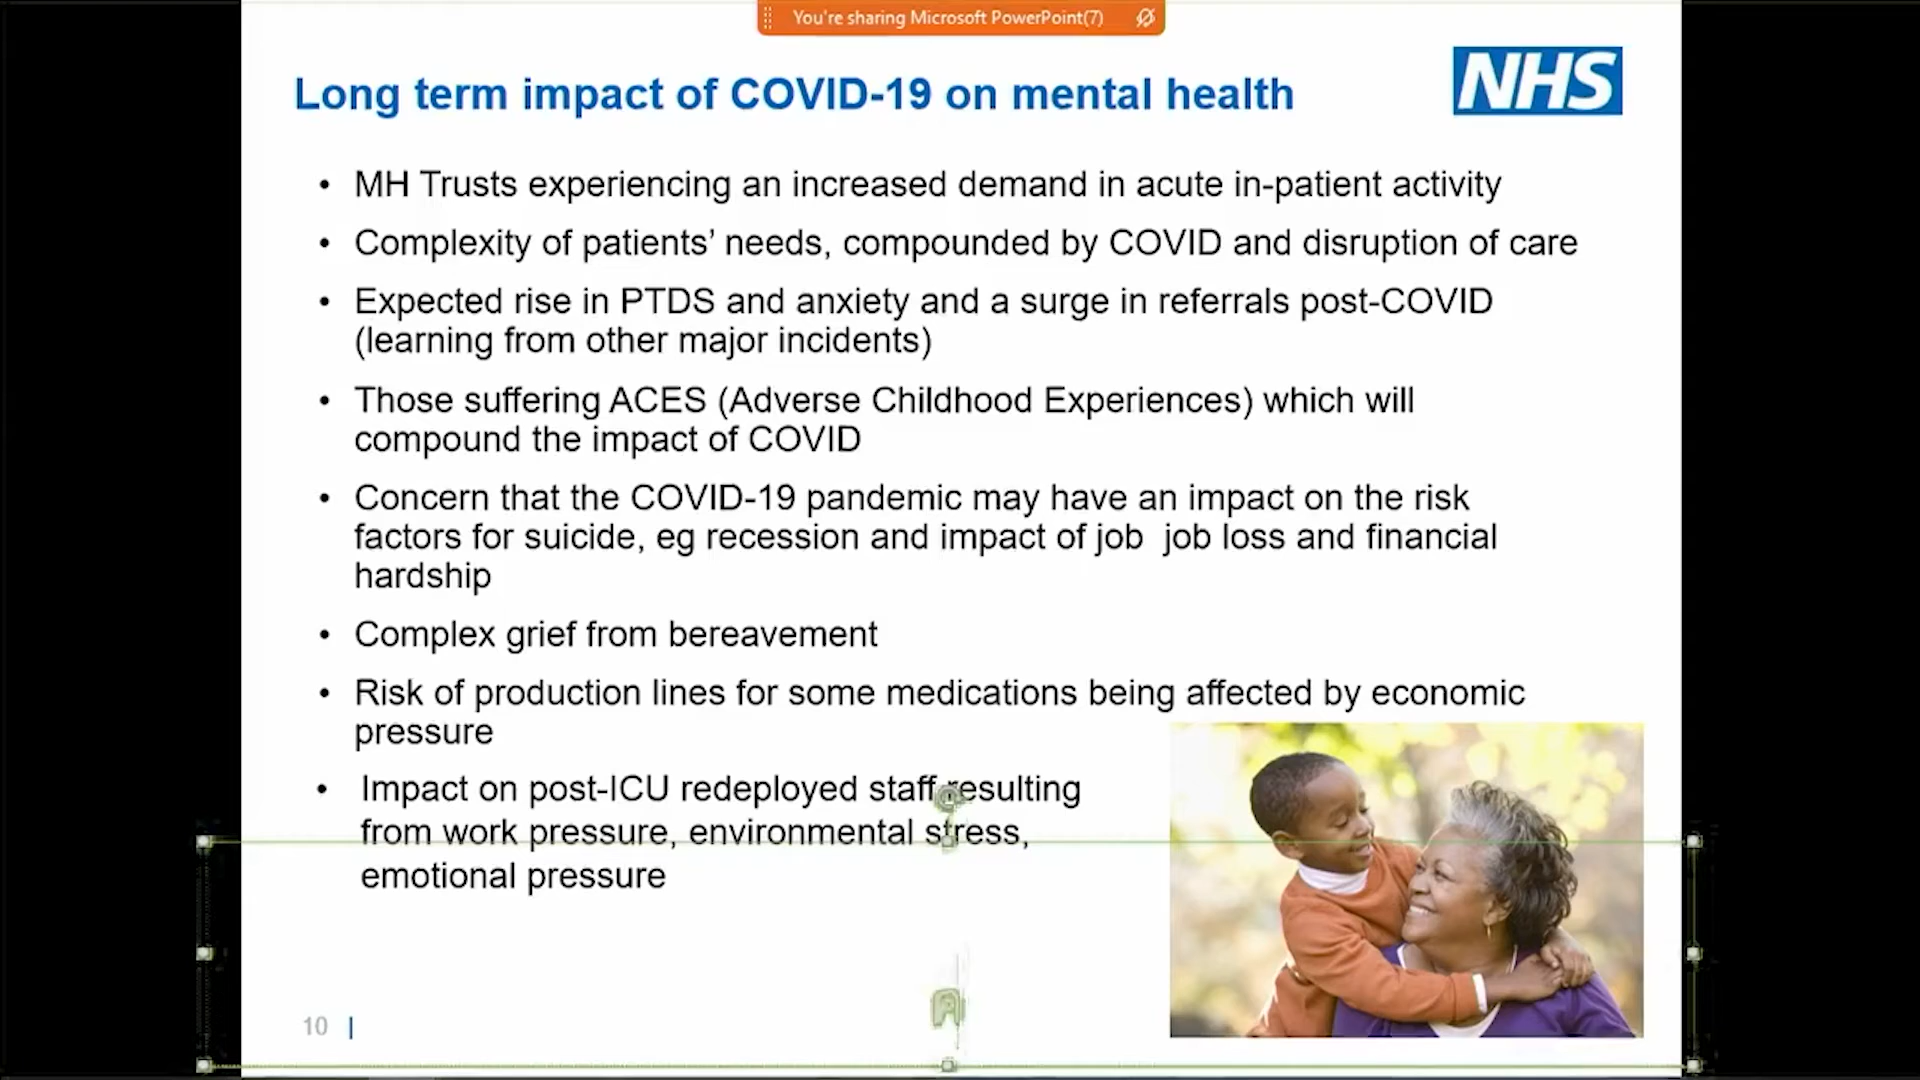 You're sharing Microsoft PowerPoint(7)
Long term impact of COVID-19 on mental health
NHS
• MH Trusts experiencing an increased demand in acute in-patient activity
• Complexity of patients’ needs, compounded by COVID and disruption of care
• Expected rise in PTDS and anxiety and a surge in referrals post-COVID
(learning from other major incidents)
• Those suffering ACES (Adverse Childhood Experiences) which will
compound the impact of COVID
• Concern that the COVID-19 pandemic may have an impact on the risk
factors for suicide, eg recession and impact of job  job loss and financial
hardship
• Complex grief from bereavement
• Risk of production lines for some medications being affected by economic
pressure
• Impact on post-ICU redeployed staff resulting
from work pressure, environmental stress,
emotional pressure
10 |